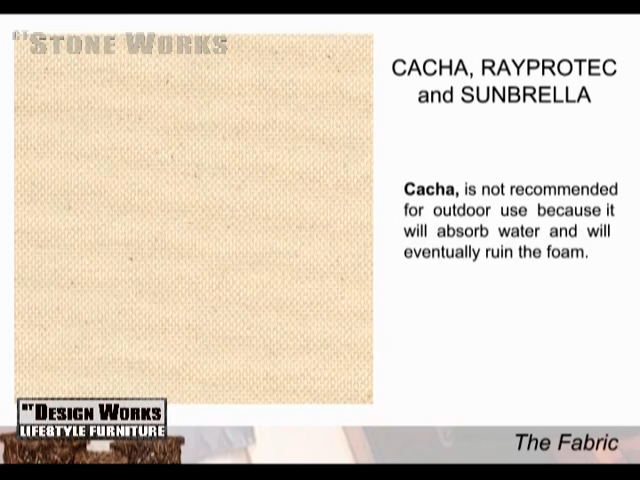 GT STONE WORKS
CACHA, RAYPROTEC
and SUNBRELLA
Cacha, is not recommended
for outdoor use because it
will absorb water and will
eventually ruin the foam.
DESIGN WORKS
LIFESTYLE FURNITURE
The Fabric